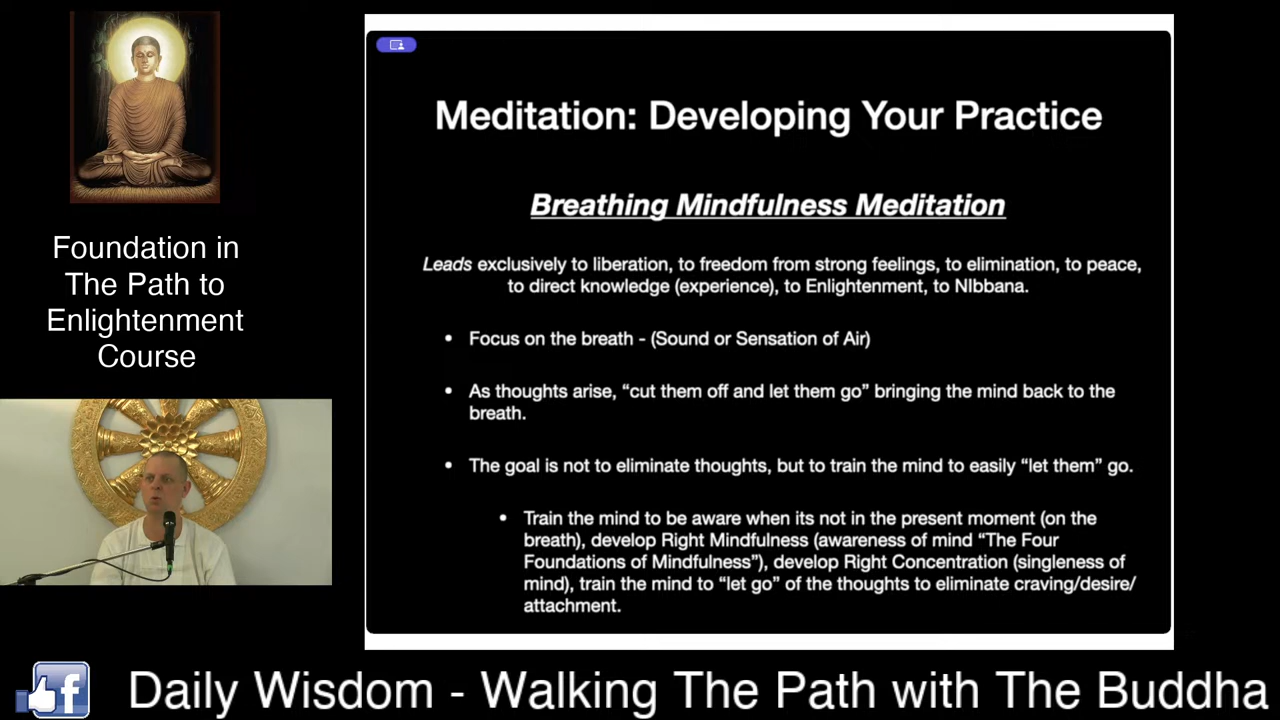 Foundation in
The Path to
Enlightenment
Course
Meditation: Developing Your Practice
Breathing Mindfulness Meditation
Leads exclusively to liberation, to freedom from strong feelings, to elimination, to peace,
to direct knowledge (experience), to Enlightenment, to NIbbana.
• Focus on the breath - (Sound or Sensation of Air)
• As thoughts arise, “cut them off and let them go” bringing the mind back to the
breath.
• The goal is not to eliminate thoughts, but to train the mind to easily “let them” go.
• Train the mind to be aware when its not in the present moment (on the
breath), develop Right Mindfulness (awareness of mind “The Four
Foundations of Mindfulness”), develop Right Concentration (singleness of
mind), train the mind to “let go” of the thoughts to eliminate craving/desire/
attachment.
f
Daily Wisdom - Walking The Path with The Buddha